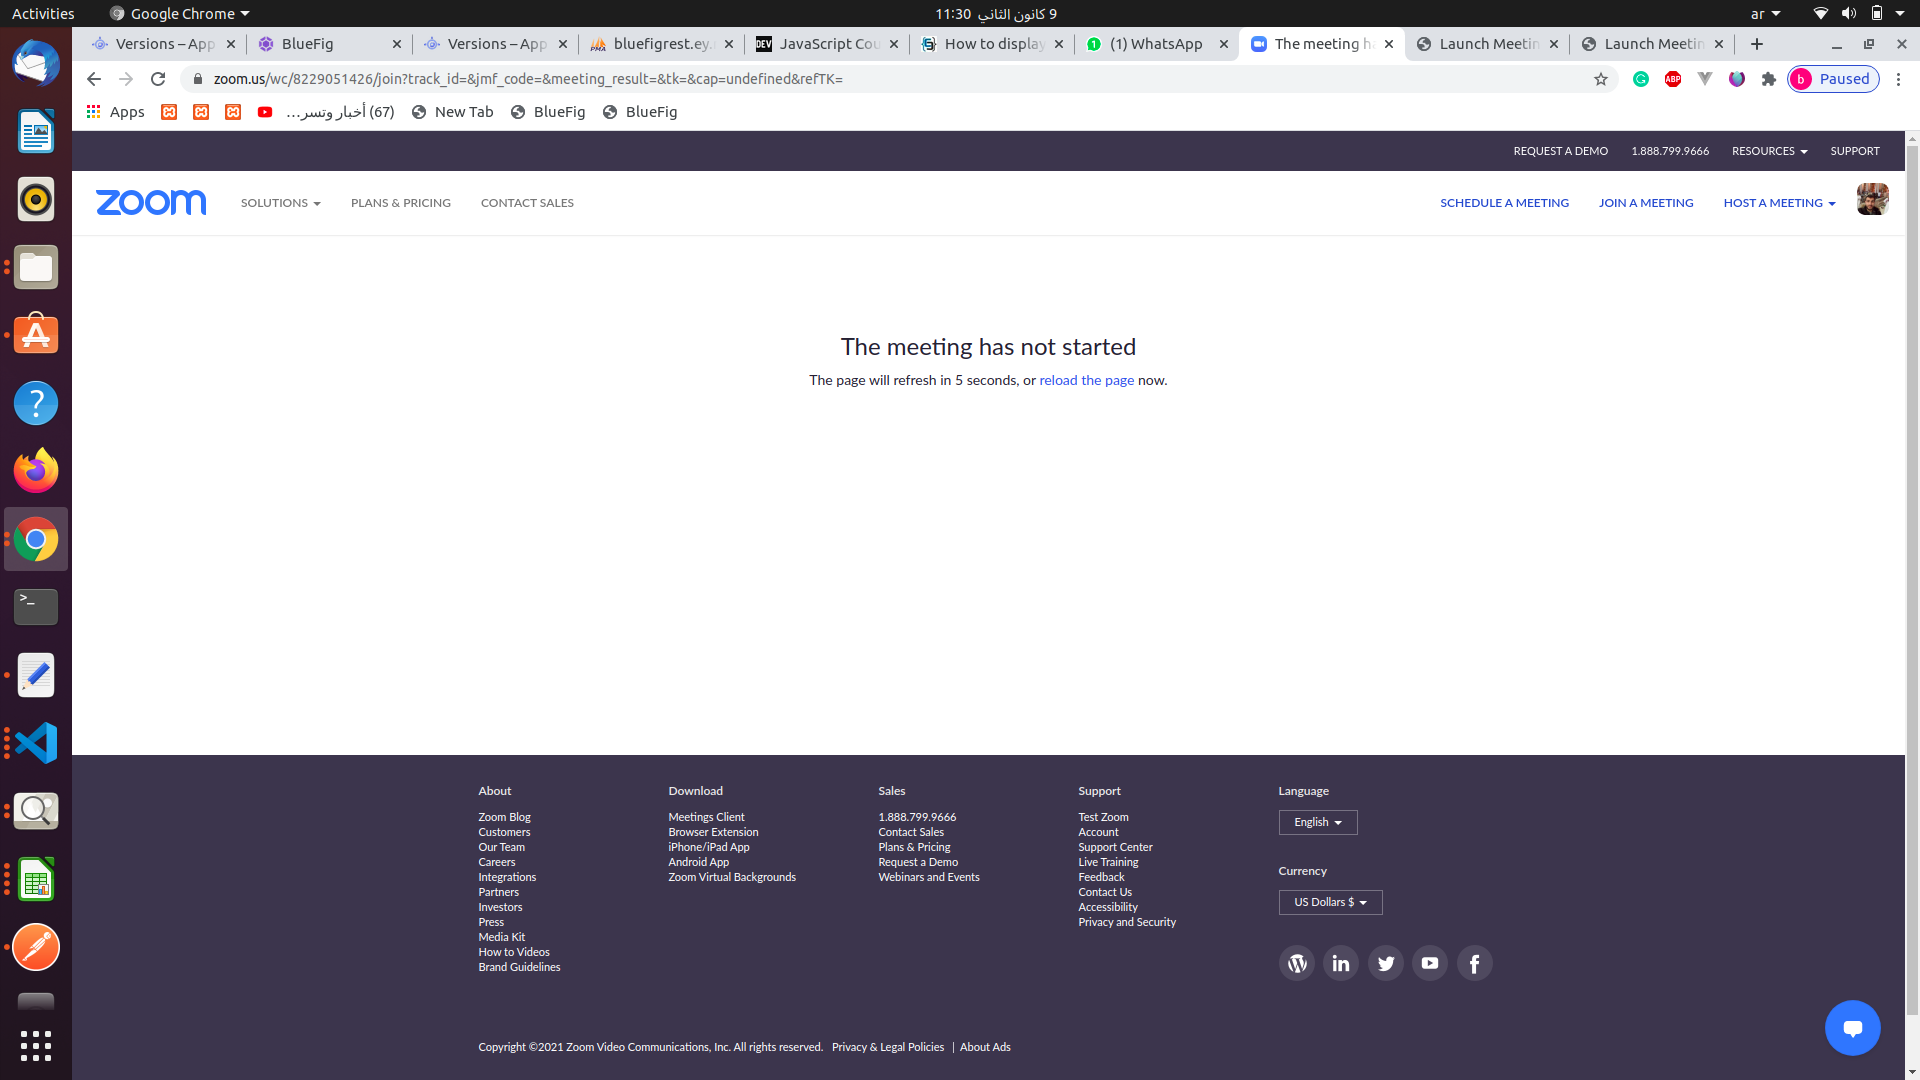 Activities
Google Chrome
9 كانون الثاني 11:30
ar
Versions – App
BlueFig
Versions – App
bluefigrest.ey.
JavaScript Cou
How to display
(1) WhatsApp
The meeting ha
Launch Meetin
Launch Meetin
zoom.us/wc/8229051426/join?track_id=&jmf_code=&meeting_result=&tk=&cap=undefined&refTK=
ABP
b
Paused
Apps
(67) أخبار وتسر...
New Tab
BlueFig
BlueFig
REQUEST A DEMO
1.888.799.9666
RESOURCES
SUPPORT
zoom
SOLUTIONS
PLANS & PRICING
CONTACT SALES
SCHEDULE A MEETING
JOIN A MEETING
HOST A MEETING
The meeting has not started
The page will refresh in 5 seconds, or reload the page now.
About
Zoom Blog
Customers
Our Team
Careers
Integrations
Partners
Investors
Press
Media Kit
How to Videos
Brand Guidelines
Download
Meetings Client
Browser Extension
iPhone/iPad App
Android App
Zoom Virtual Backgrounds
Sales
1.888.799.9666
Contact Sales
Plans & Pricing
Request a Demo
Webinars and Events
Support
Test Zoom
Account
Support Center
Live Training
Feedback
Contact Us
Accessibility
Privacy and Security
Language
English
Currency
US Dollars $
Copyright ©2021 Zoom Video Communications, Inc. All rights reserved. Privacy & Legal Policies | About Ads